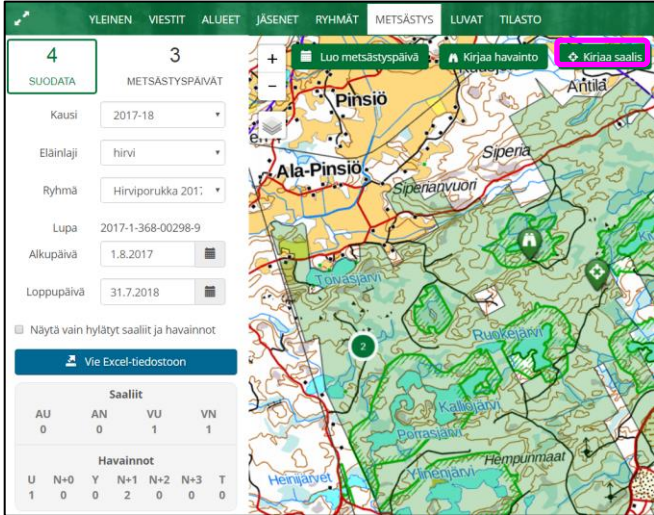 YLEINEN VIESTIT ALUEET JÄSENET RYHMÄT METSÄSTYS LUVAT TILASTO
4
SUODATA
3
METSÄSTYSPÄIVÄT
Kausi 2017-18
Eläinlaji hirvi
Ryhmä Hirviporukka 2017
Lupa 2017-1-368-00298-9
Alkupäivä 1.8.2017
Loppupäivä 31.7.2018
Näytä vain hylätyt saaliit ja havainnot
Vie Excel-tiedostoon
Saaliit
AU AN VU VN
0 0 1 1
Havainnot
U N+0 Y N+1 N+2 N+3 T
1 0 0 2 0 0 0
+
−
Luo metsästyspäivä
Kirjaa havainto
Kirjaa saalis
Pinsiö
Antila
Siperia
Ala-Pinsiö
Siperianvuori
Toivasjärvi
2
Ruokejärvi
Kalliojärvi
Porrasjärvi
Hempunmaat
Heinijärvet
Ylinenjärvi